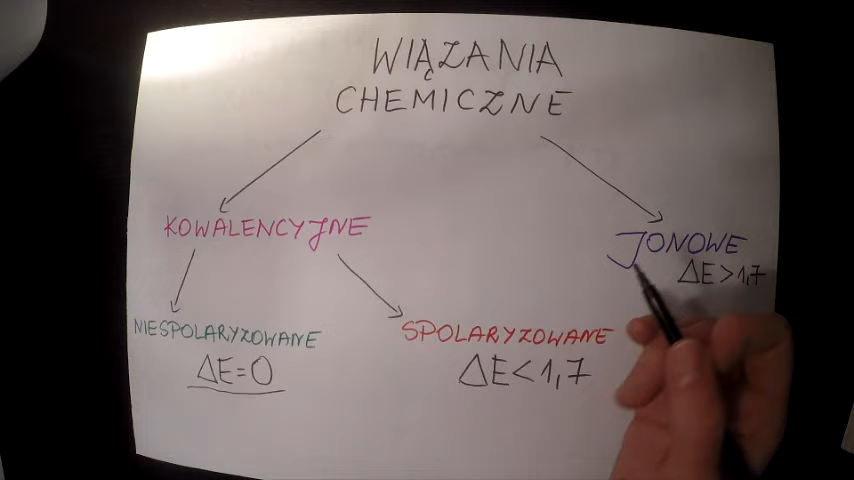 WIĄZANIA
CHEMICZNE
KOWALENCYJNE
JONOWE
ΔE>1,7
NIESPOLARYZOWANE
SPOLARYZOWANE
ΔE=0
ΔE<1,7